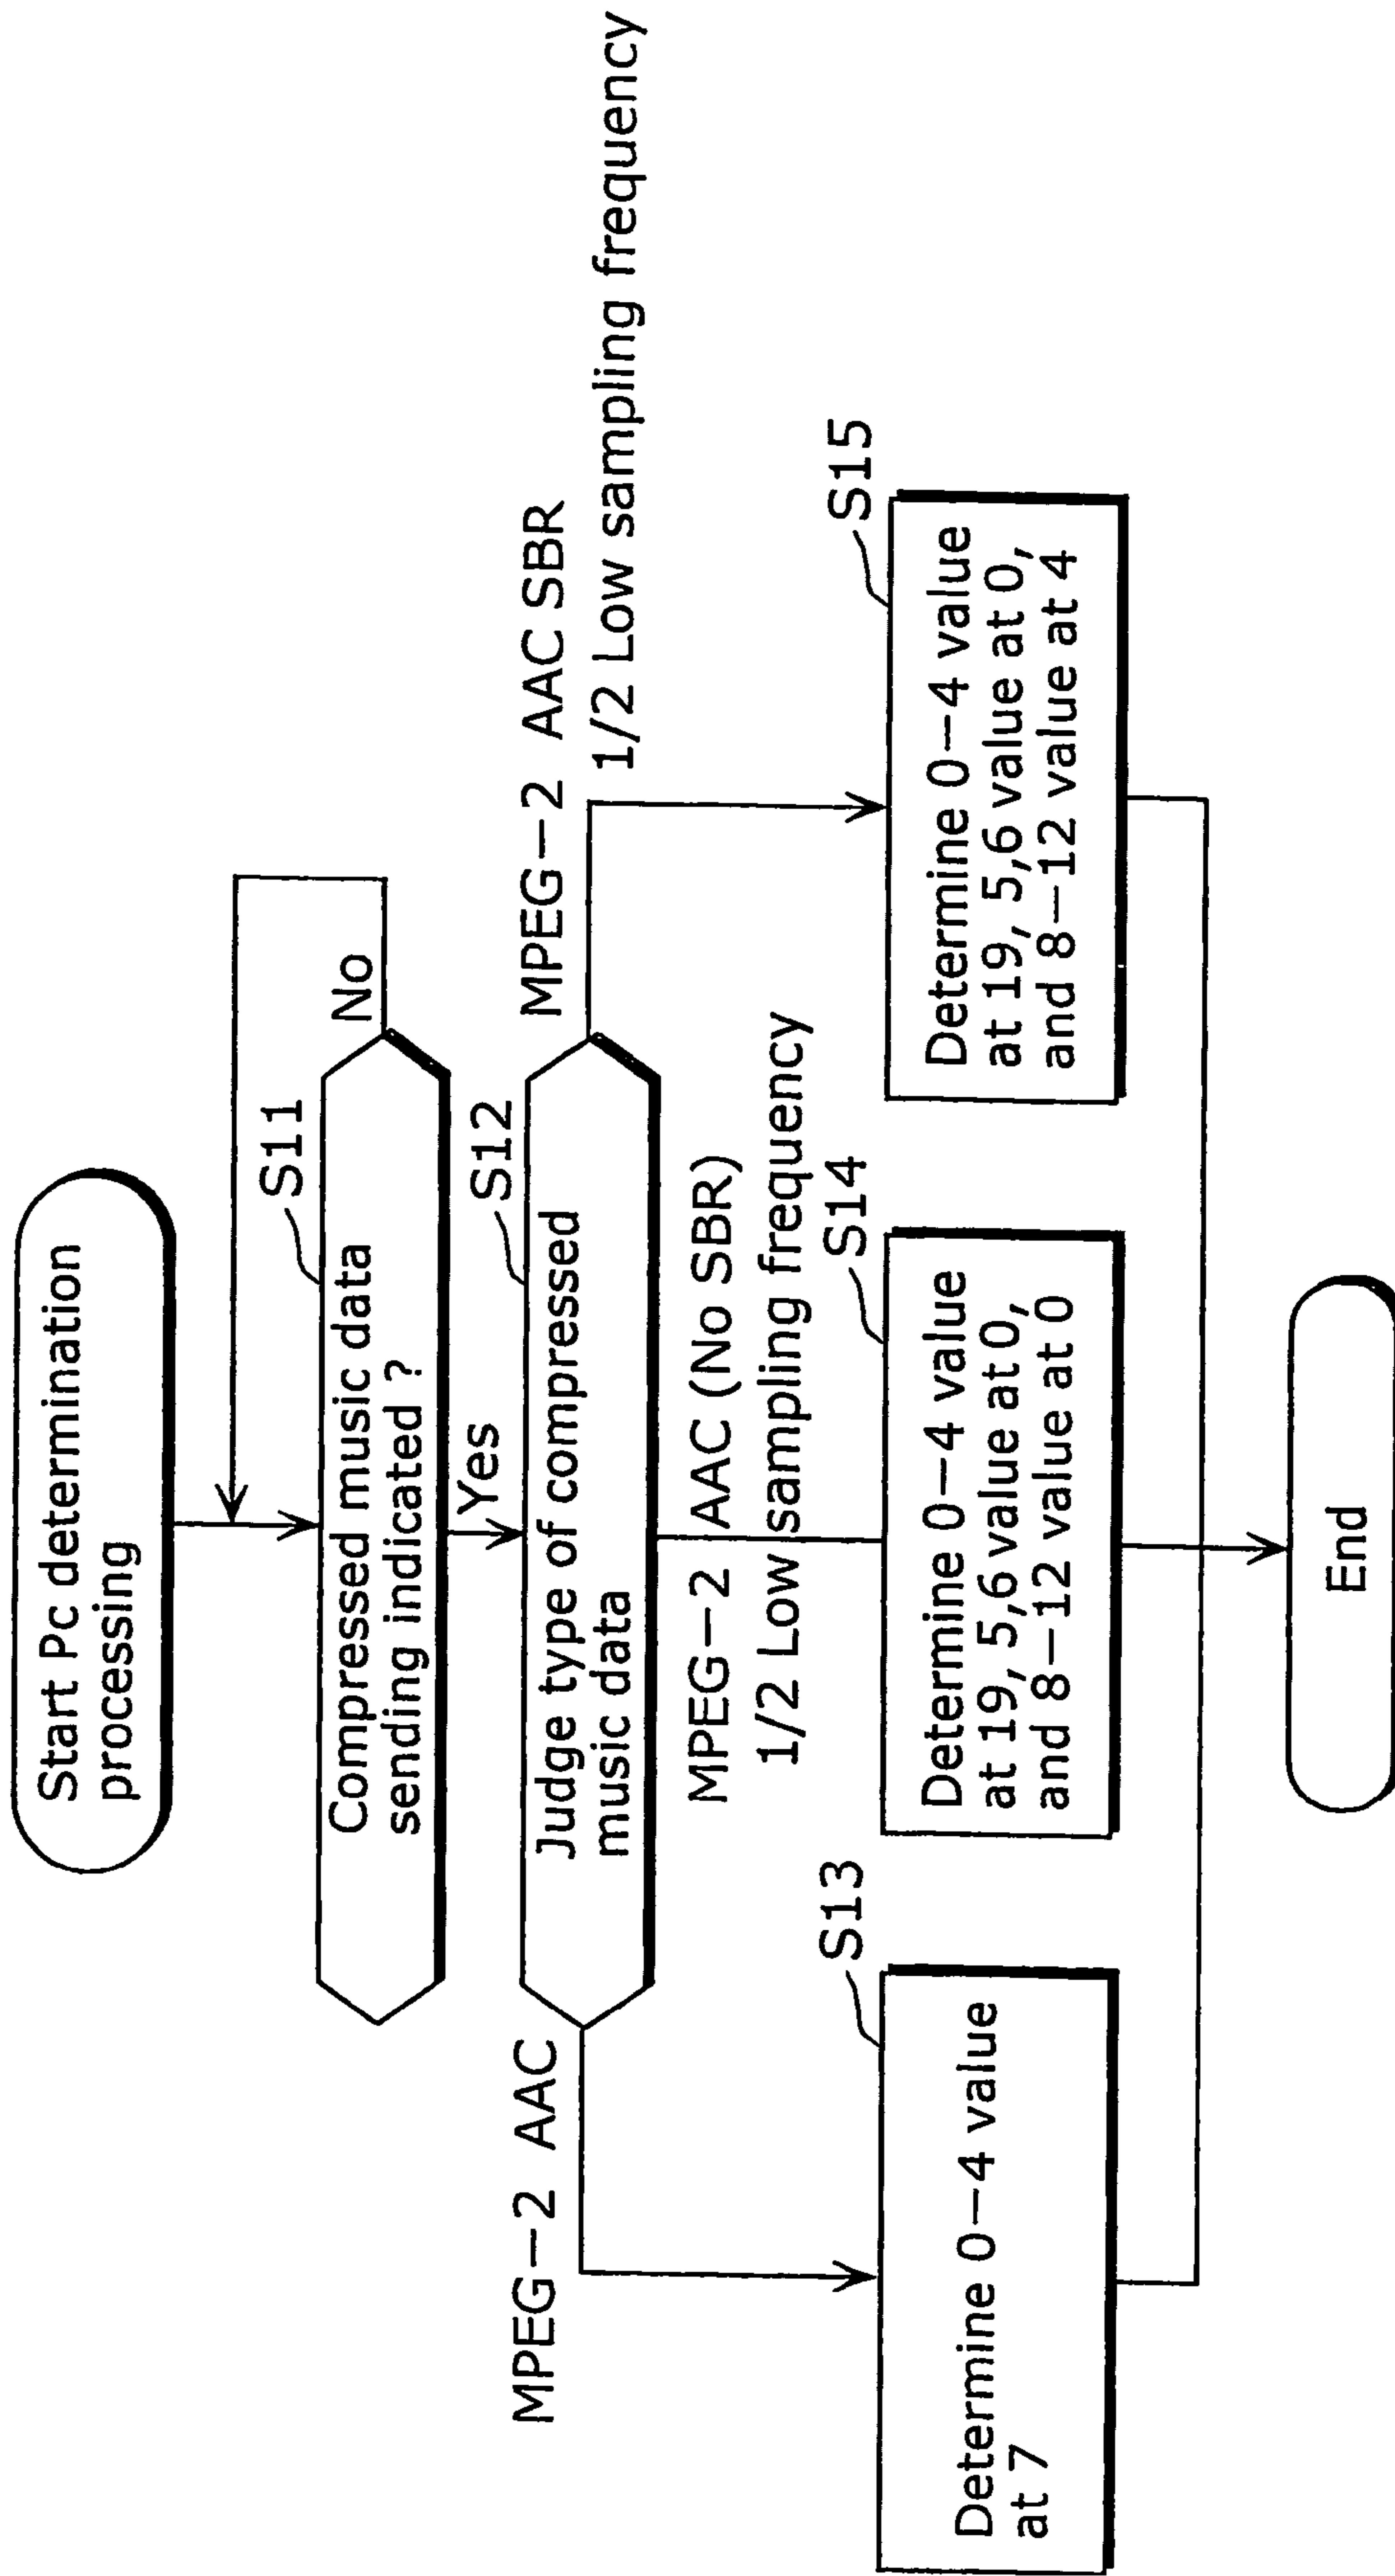 Start Pc determination
processing
S11
Compressed music data
sending indicated ?
No
Yes
S12
Judge type of compressed
music data
MPEG−2 AAC
MPEG−2 AAC (No SBR)
1/2 Low sampling frequency
MPEG−2 AAC SBR
1/2 Low sampling frequency
S13
Determine 0−4 value
at 7
S14
Determine 0−4 value
at 19, 5,6 value at 0,
and 8−12 value at 0
S15
Determine 0−4 value
at 19, 5,6 value at 0,
and 8−12 value at 4
End